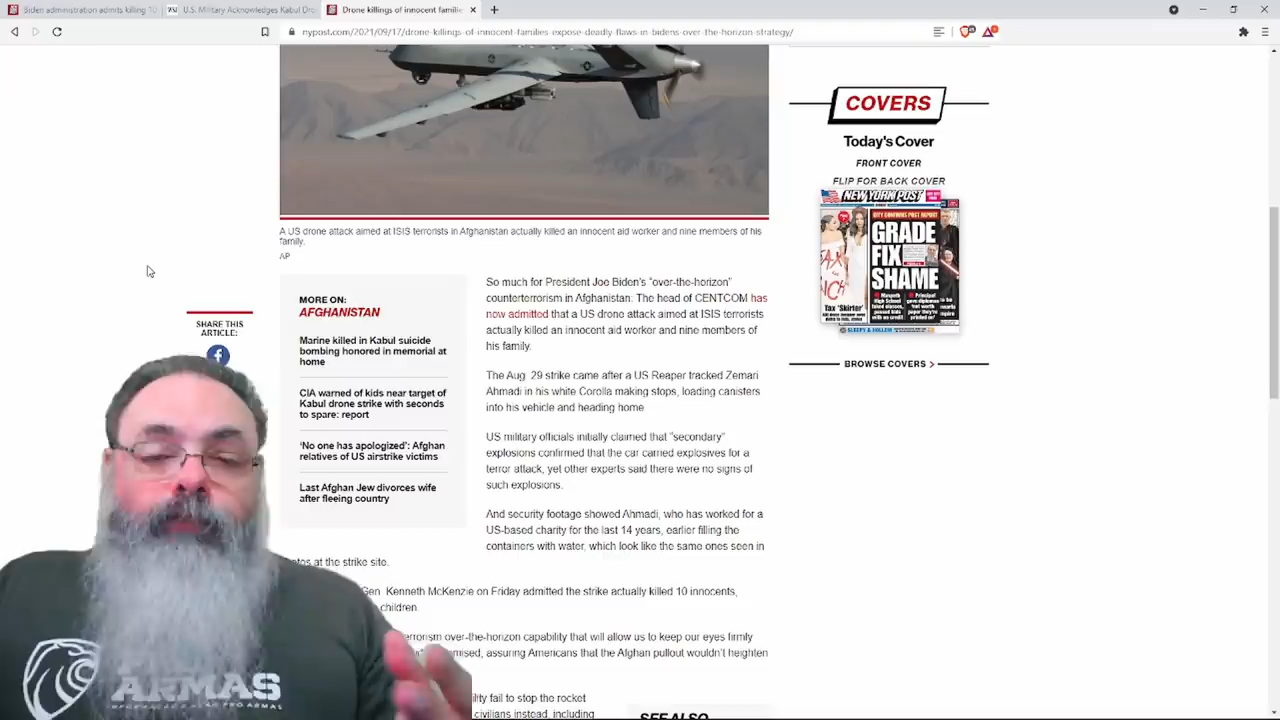 Biden administration admits killing 10
U.S. Military Acknowledges Kabul Dro
Drone killings of innocent families
nypost.com/2021/09/17/drone-killings-of-innocent-families-expose-deadly-flaws-in-bidens-over-the-horizon-strategy/
A US drone attack aimed at ISIS terrorists in Afghanistan actually killed an innocent aid worker and nine members of his
family.
AP
SHARE THIS
ARTICLE:
MORE ON:
AFGHANISTAN
Marine killed in Kabul suicide
bombing honored in memorial at
home
CIA warned of kids near target of
Kabul drone strike with seconds
to spare: report
‘No one has apologized’: Afghan
relatives of US airstrike victims
Last Afghan Jew divorces wife
after fleeing country
So much for President Joe Biden’s “over-the-horizon”
counterterrorism in Afghanistan: The head of CENTCOM has
now admitted that a US drone attack aimed at ISIS terrorists
actually killed an innocent aid worker and nine members of
his family.
The Aug. 29 strike came after a US Reaper tracked Zemari
Ahmadi in his white Corolla making stops, loading canisters
into his vehicle and heading home
US military officials initially claimed that “secondary”
explosions confirmed that the car carried explosives for a
terror attack, yet other experts said there were no signs of
such explosions.
And security footage showed Ahmadi, who has worked for a
US-based charity for the last 14 years, earlier filling the
containers with water, which look like the same ones seen in
at the strike site.
Gen. Kenneth McKenzie on Friday admitted the strike actually killed 10 innocents,
children
over-the-horizon capability that will allow us to keep our eyes firmly
assuring Americans that the Afghan pullout wouldn’t heighten
fail to stop the rocket
civilians instead, including
SEE ALSO
COVERS
Today's Cover
FRONT COVER
FLIP FOR BACK COVER
NEW YORK POST
CITY CONFIRMS POST REPORT
GRADE
FIX
SHAME
Tax 'Skirter'
SLEEPY & HOLLEM
BROWSE COVERS
ARMAS